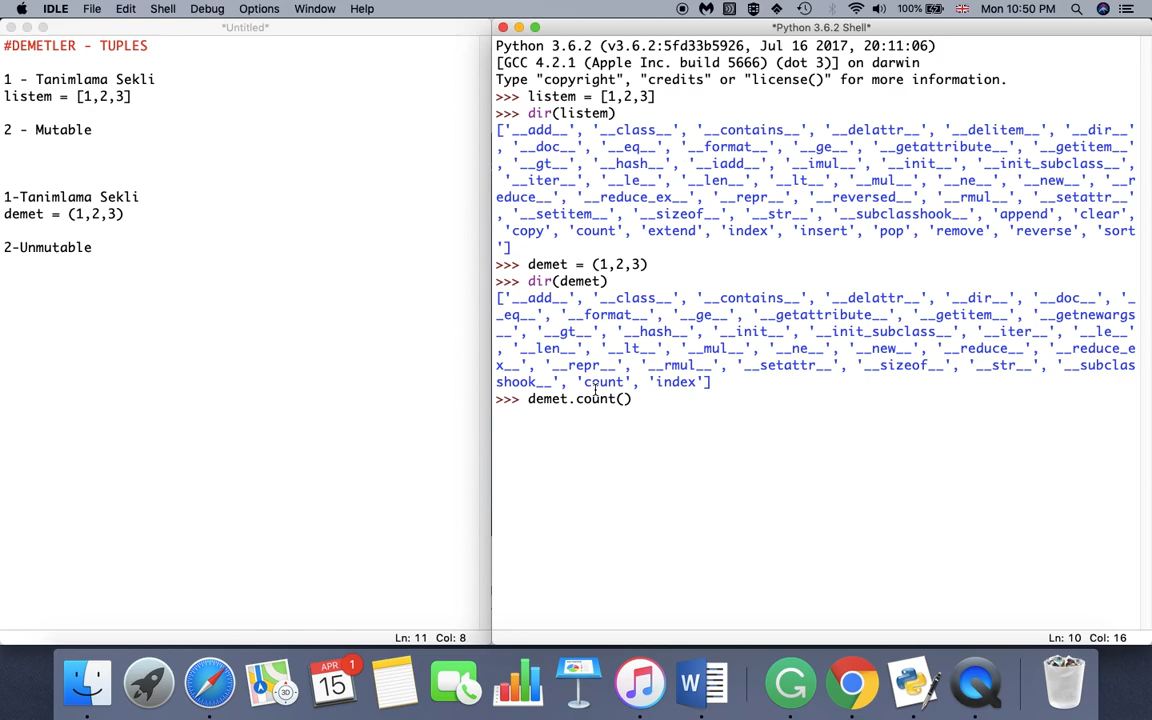 IDLE File Edit Shell Debug Options Window Help 100% Mon 10:50 PM
*Untitled*
#DEMETLER - TUPLES
1 - Tanimlama Sekli
listem = [1,2,3]
2 - Mutable
1-Tanimlama Sekli
demet = (1,2,3)
2-Unmutable
Ln: 11 Col: 8
*Python 3.6.2 Shell*
Python 3.6.2 (v3.6.2:5fd33b5926, Jul 16 2017, 20:11:06)
[GCC 4.2.1 (Apple Inc. build 5666) (dot 3)] on darwin
Type "copyright", "credits" or "license()" for more information.
>>> listem = [1,2,3]
>>> dir(listem)
['__add__', '__class__', '__contains__', '__delattr__', '__delitem__', '__dir__'
, '__doc__', '__eq__', '__format__', '__ge__', '__getattribute__', '__getitem__'
, '__gt__', '__hash__', '__iadd__', '__imul__', '__init__', '__init_subclass__',
'__iter__', '__le__', '__len__', '__lt__', '__mul__', '__ne__', '__new__', '__r
educe__', '__reduce_ex__', '__repr__', '__reversed__', '__rmul__', '__setattr__'
, '__setitem__', '__sizeof__', '__str__', '__subclasshook__', 'append', 'clear',
'copy', 'count', 'extend', 'index', 'insert', 'pop', 'remove', 'reverse', 'sort
']
>>> demet = (1,2,3)
>>> dir(demet)
['__add__', '__class__', '__contains__', '__delattr__', '__dir__', '__doc__', '_
_eq__', '__format__', '__ge__', '__getattribute__', '__getitem__', '__getnewargs
__', '__gt__', '__hash__', '__init__', '__init_subclass__', '__iter__', '__le__'
, '__len__', '__lt__', '__mul__', '__ne__', '__new__', '__reduce__', '__reduce_e
x__', '__repr__', '__rmul__', '__setattr__', '__sizeof__', '__str__', '__subclas
shook__', 'count', 'index']
>>> demet.count()
Ln: 10 Col: 16
APR 1
15
3D
W
G